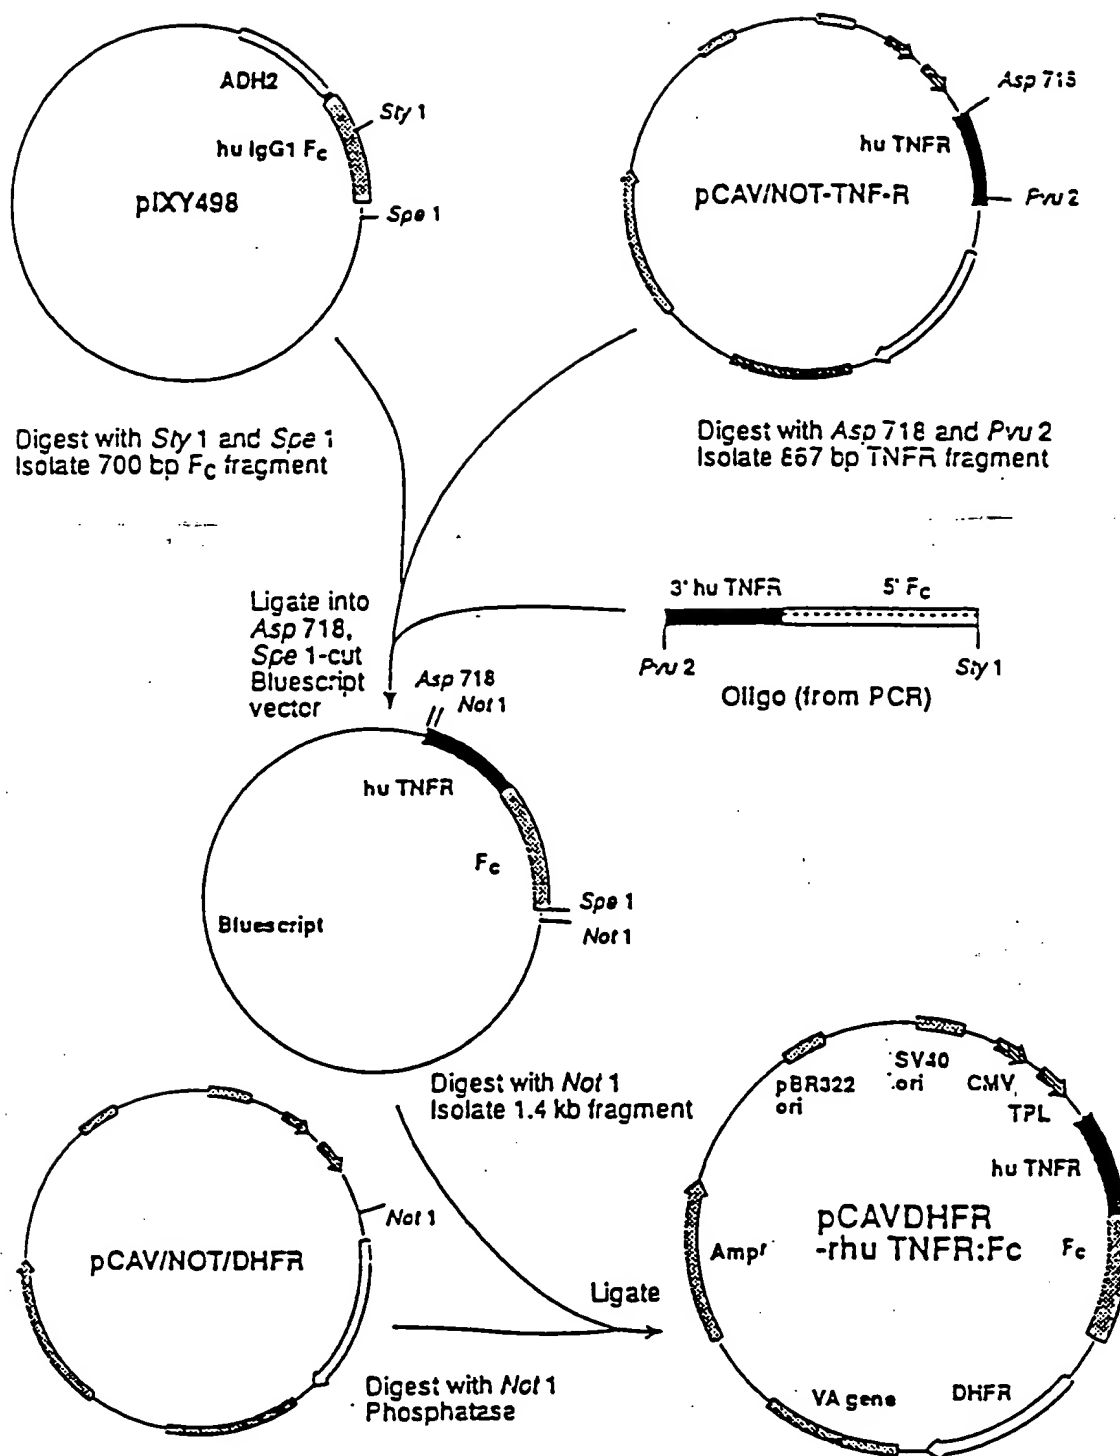 ADH2
Sty 1
hu IgG1 Fc
pIXY498
Spe 1
Asp 718
hu TNFR
pCAV/NOT-TNF-R
Pvu 2
Digest with Sty 1 and Spe 1
Isolate 700 bp Fc fragment
Digest with Asp 718 and Pvu 2
Isolate 867 bp TNFR fragment
3' hu TNFR
5' Fc
Pvu 2
Sty 1
Oligo (from PCR)
Ligate into
Asp 718,
Spe 1-cut
Bluescript
vector
Asp 718
Not 1
hu TNFR
Fc
Spe 1
Not 1
Bluescript
Digest with Not 1
Isolate 1.4 kb fragment
Not 1
pCAV/NOT/DHFR
Digest with Not 1
Phosphatase
Ligate
pBR322
ori
SV40
ori
CMV
TPL
hu TNFR
pCAVDHFR
-rhu TNFR:Fc
Fc
Ampr
VA gene
DHFR